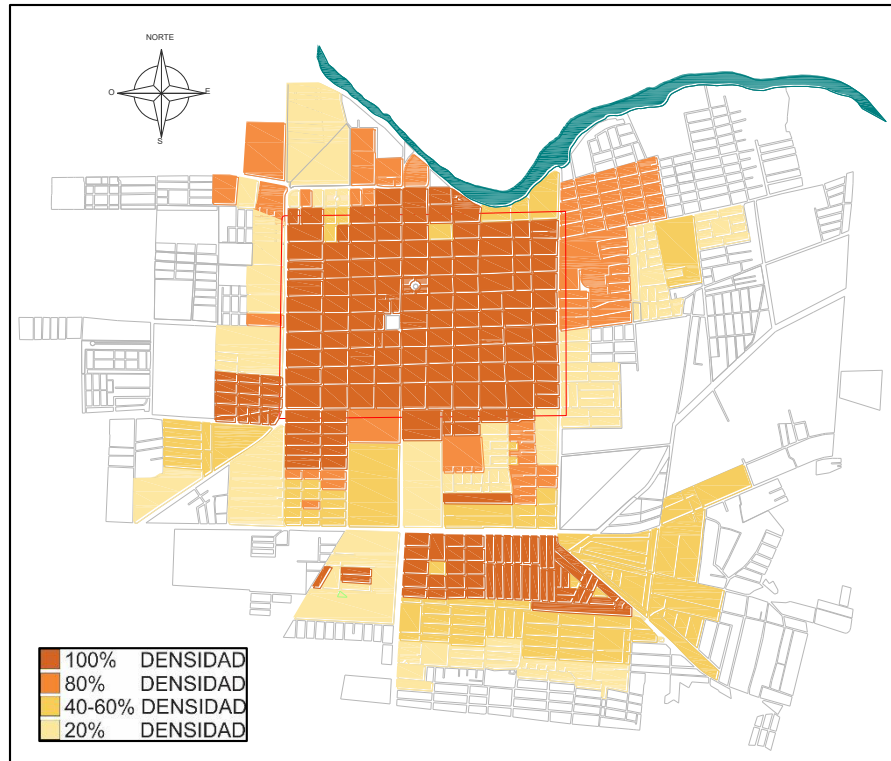 NORTE
O
E
S
100% DENSIDAD
80% DENSIDAD
40-60% DENSIDAD
20% DENSIDAD